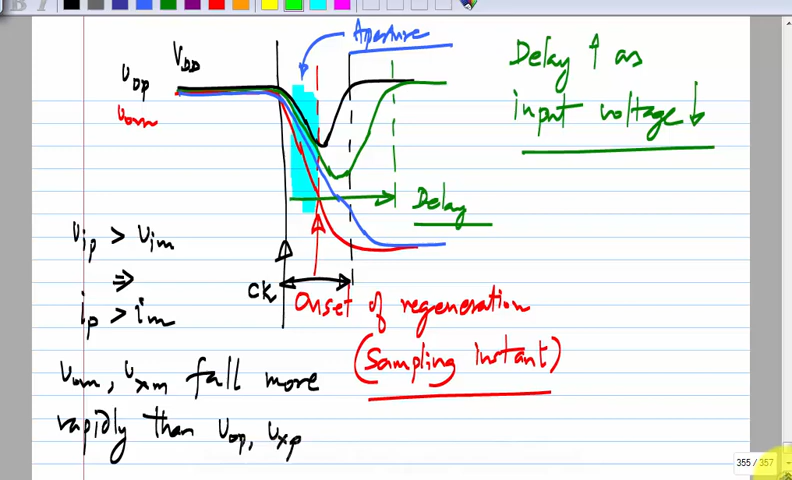 Aperture
VDD
vop
vom
Delay ↑ as
input voltage ↓
Delay
vip > vim
⇒
ip > im
CK
Onset of regeneration
(Sampling instant)
vom, vxm fall more
rapidly than vop, vxp
355 / 357